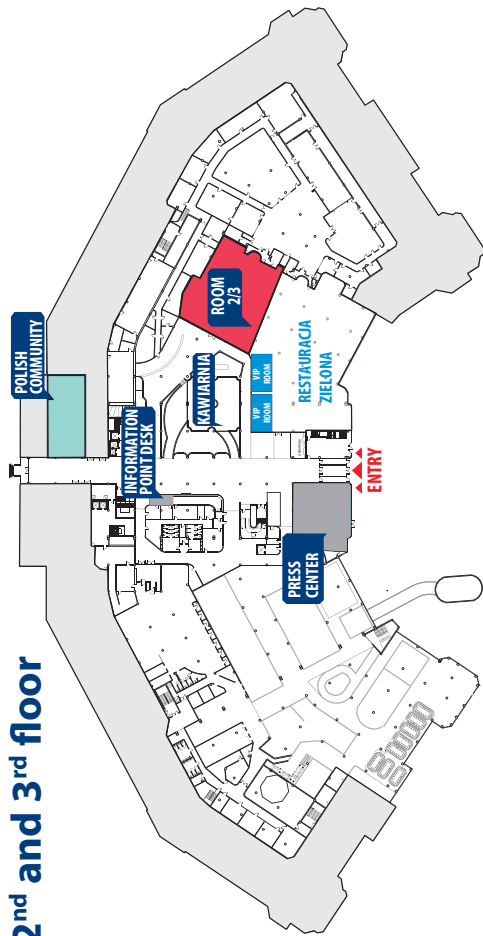 2nd and 3rd floor
POLISH
COMMUNITY
INFORMATION
POINT DESK
KAWIARNIA
ROOM
2/3
VIP
ROOM
VIP
ROOM
RESTAURACJA
ZIELONA
PRESS
CENTER
ENTRY